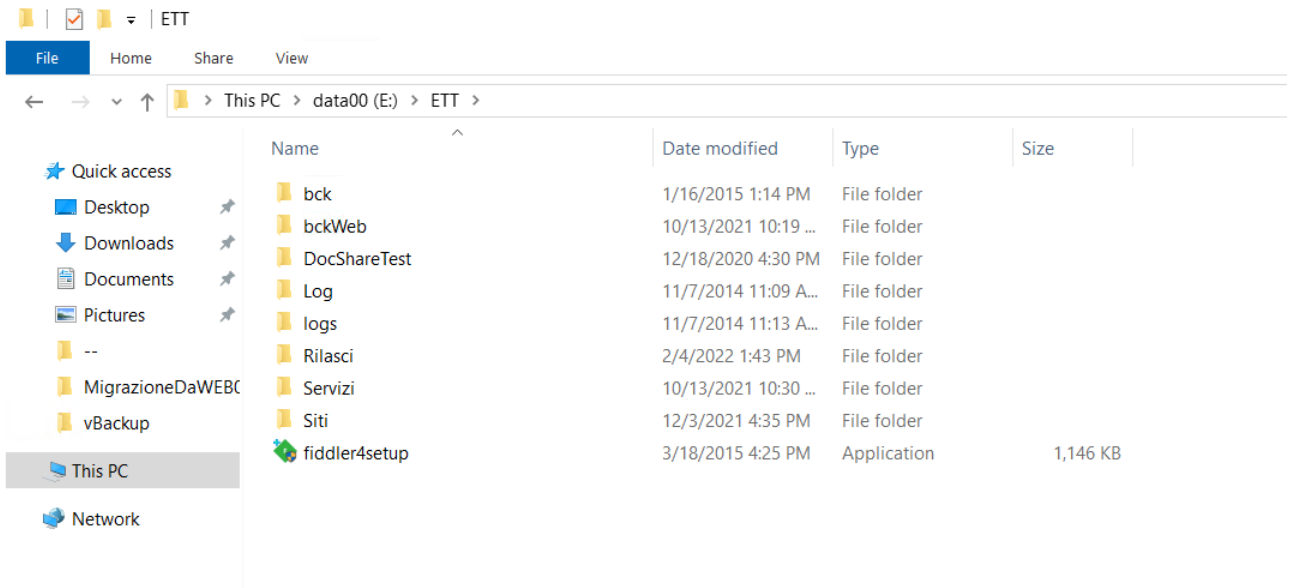 ETT
File Home Share View
This PC > data00 (E:) > ETT >
Name Date modified Type Size
Quick access
Desktop
Downloads
Documents
Pictures
--
MigrazioneDaWEB0
vBackup
This PC
Network
bck 1/16/2015 1:14 PM File folder
bckWeb 10/13/2021 10:19 ... File folder
DocShareTest 12/18/2020 4:30 PM File folder
Log 11/7/2014 11:09 A... File folder
logs 11/7/2014 11:13 A... File folder
Rilasci 2/4/2022 1:43 PM File folder
Servizi 10/13/2021 10:30 ... File folder
Siti 12/3/2021 4:35 PM File folder
fiddler4setup 3/18/2015 4:25 PM Application 1,146 KB